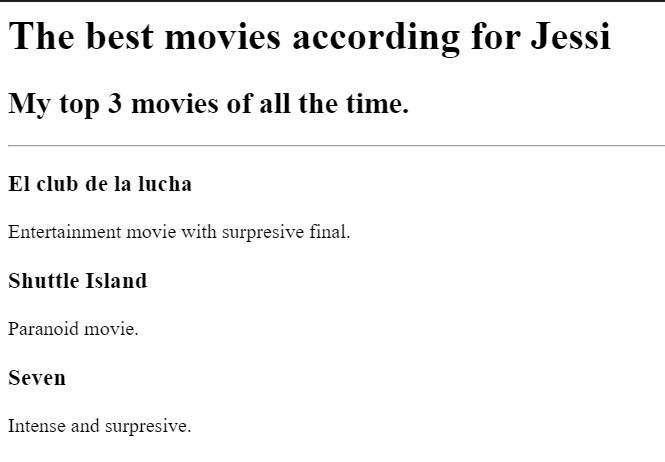 The best movies according for Jessi
My top 3 movies of all the time.
El club de la lucha
Entertainment movie with surpresive final.
Shuttle Island
Paranoid movie.
Seven
Intense and surpresive.